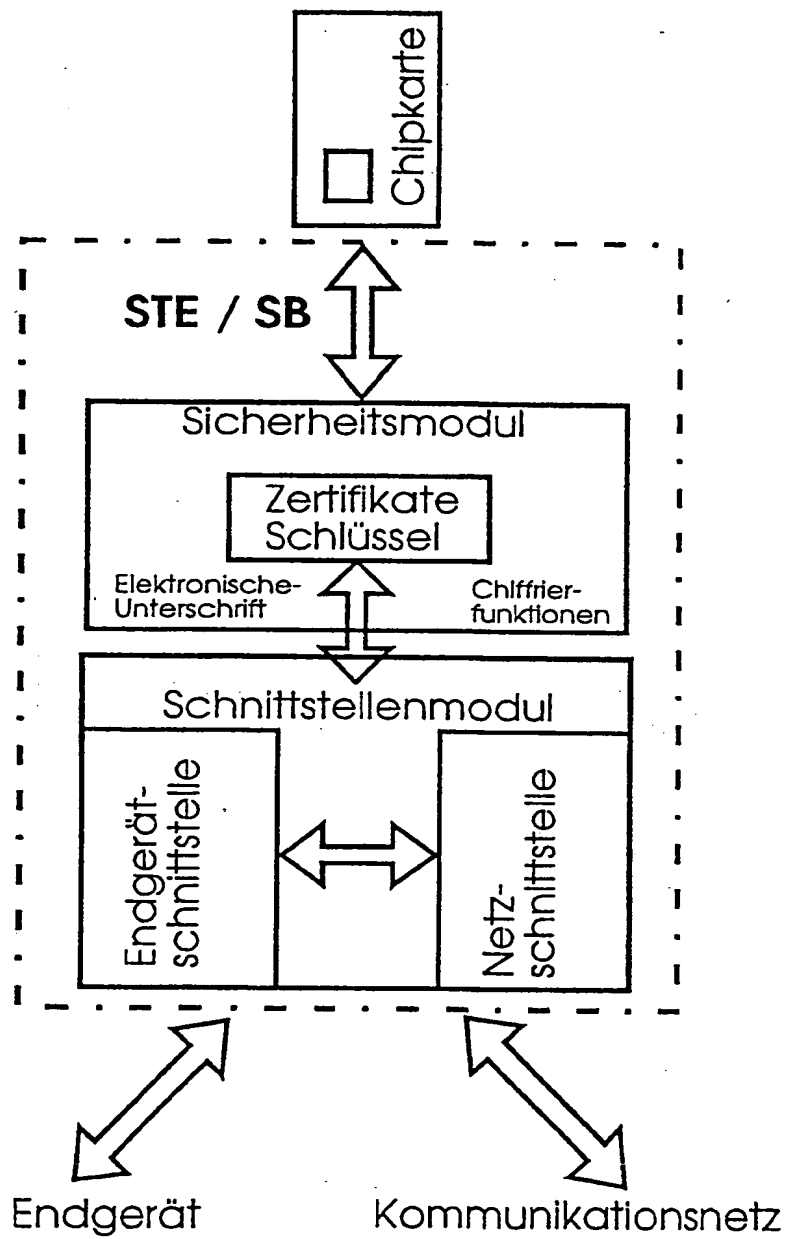 Chipkarte
STE / SB
Sicherheitsmodul
Zertifikate
Schlüssel
Elektronische-
Unterschrift
Chiffrier-
funktionen
Schnittstellenmodul
Endgerät-
schnittstelle
Netz-
schnittstelle
Endgerät
Kommunikationsnetz